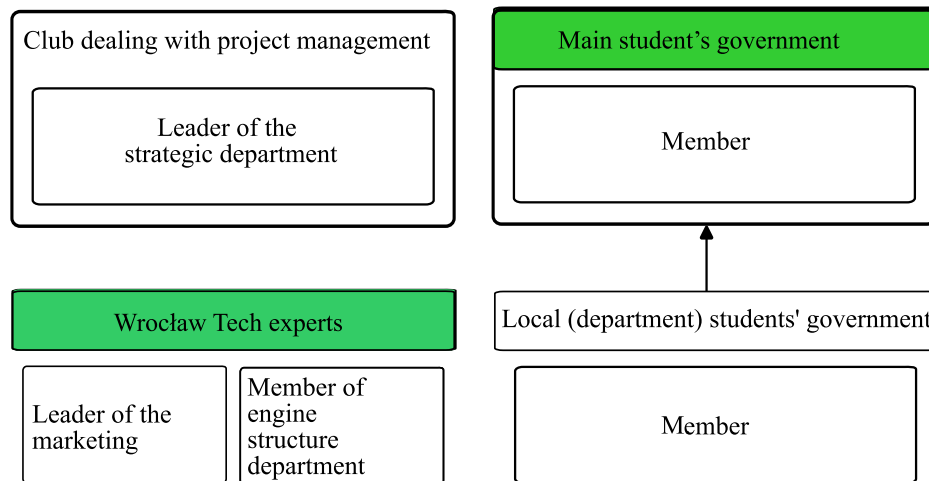 Club dealing with project management
Leader of the
strategic department
Main student’s government
Member
Wrocław Tech experts
Leader of the
marketing
Member of
engine
structure
department
Local (department) students' government
Member